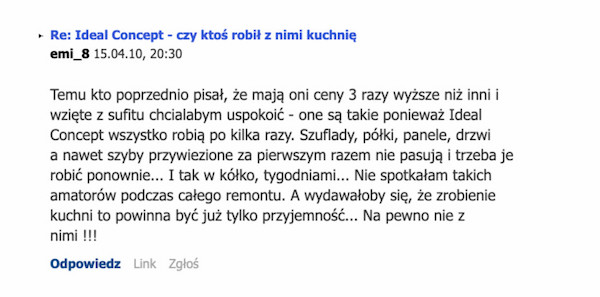 Re: Ideal Concept - czy ktoś robił z nimi kuchnię
emi_8 15.04.10, 20:30
Temu kto poprzednio pisał, że mają oni ceny 3 razy wyższe niż inni i
wzięte z sufitu chcialabym uspokoić - one są takie ponieważ Ideal
Concept wszystko robią po kilka razy. Szuflady, półki, panele, drzwi
a nawet szyby przywiezione za pierwszym razem nie pasują i trzeba je
robić ponownie... I tak w kółko, tygodniami... Nie spotkałam takich
amatorów podczas całego remontu. A wydawałoby się, że zrobienie
kuchni to powinna być już tylko przyjemność... Na pewno nie z
nimi !!!
Odpowiedz Link Zgłoś